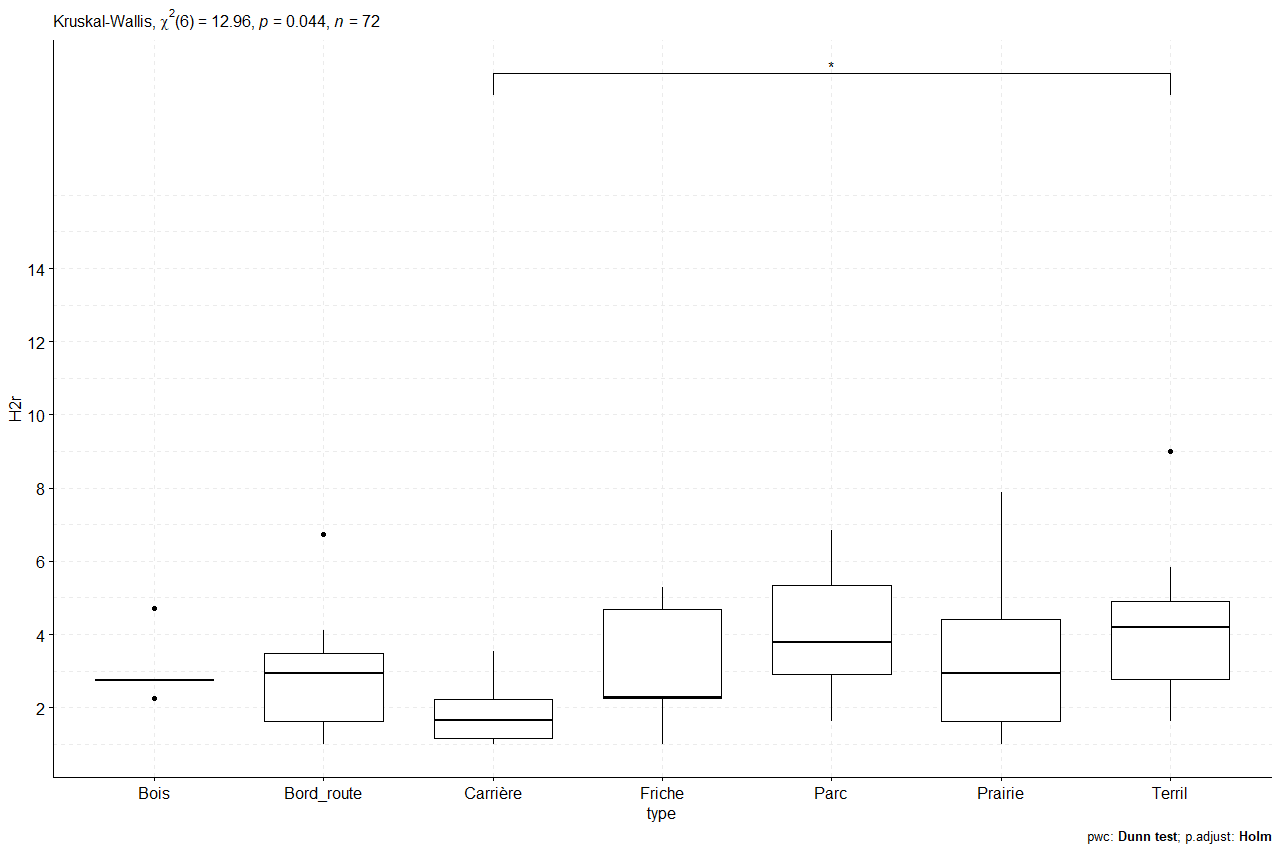 Kruskal-Wallis, χ²(6) = 12.96, p = 0.044, n = 72
*
14
12
10
8
6
4
2
H2r
Bois Bord_route Carrière Friche Parc Prairie Terril
type
pwc: Dunn test; p.adjust: Holm